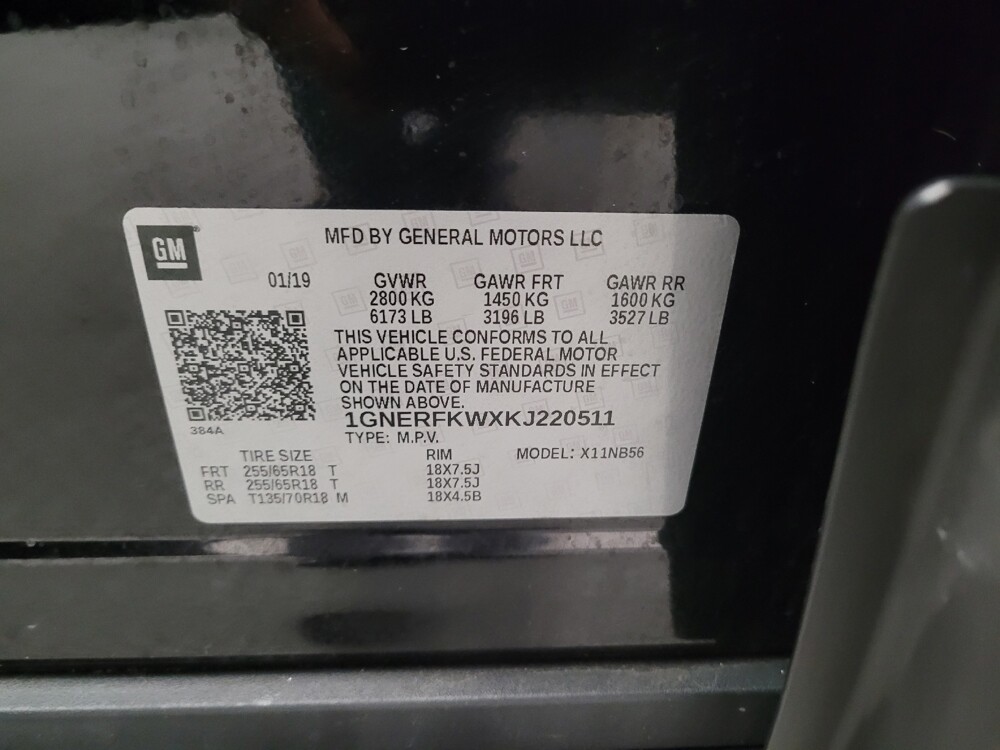 GM
MFD BY GENERAL MOTORS LLC
01/19 GVWR GAWR FRT GAWR RR
2800 KG 1450 KG 1600 KG
6173 LB 3196 LB 3527 LB
THIS VEHICLE CONFORMS TO ALL
APPLICABLE U.S. FEDERAL MOTOR
VEHICLE SAFETY STANDARDS IN EFFECT
ON THE DATE OF MANUFACTURE
SHOWN ABOVE.
1GNERFKWXKJ220511
384A
TYPE: M.P.V.
TIRE SIZE RIM MODEL: X11NB56
FRT 255/65R18 T 18X7.5J
RR 255/65R18 T 18X7.5J
SPA T135/70R18 M 18X4.5B